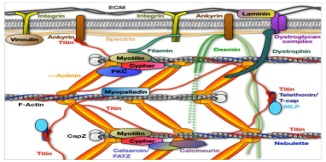 ECM
Integrin
Integrin
Ankyrin
Laminin
Vinculin
Ankyrin
Titin
Spectrin
Filamin
Desmin
Dystroglycan
complex
Dystrophin
Myotilin
Cypher
PKC
...Actinin
Myopalladin
Titin
Telethonin/
T-cap
MLP
F-Actin
Titin
Titin
CapZ
Myotilin
Cypher
Titin
Nebulette
Titin
Calsarcin/
FATZ
Calcineurin